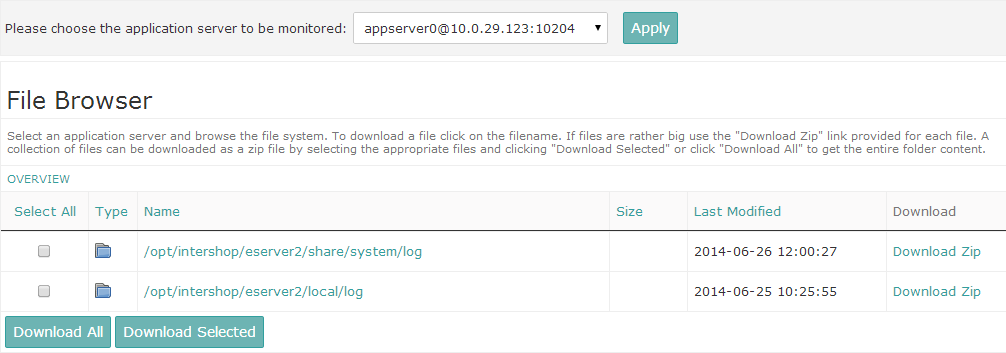 Please choose the application server to be monitored: appserver0@10.0.29.123:10204 Apply
File Browser
Select an application server and browse the file system. To download a file click on the filename. If files are rather big use the "Download Zip" link provided for each file. A
collection of files can be downloaded as a zip file by selecting the appropriate files and clicking "Download Selected" or click "Download All" to get the entire folder content.
OVERVIEW
Select All Type Name Size Last Modified Download
/opt/intershop/eserver2/share/system/log 2014-06-26 12:00:27 Download Zip
/opt/intershop/eserver2/local/log 2014-06-25 10:25:55 Download Zip
Download All Download Selected